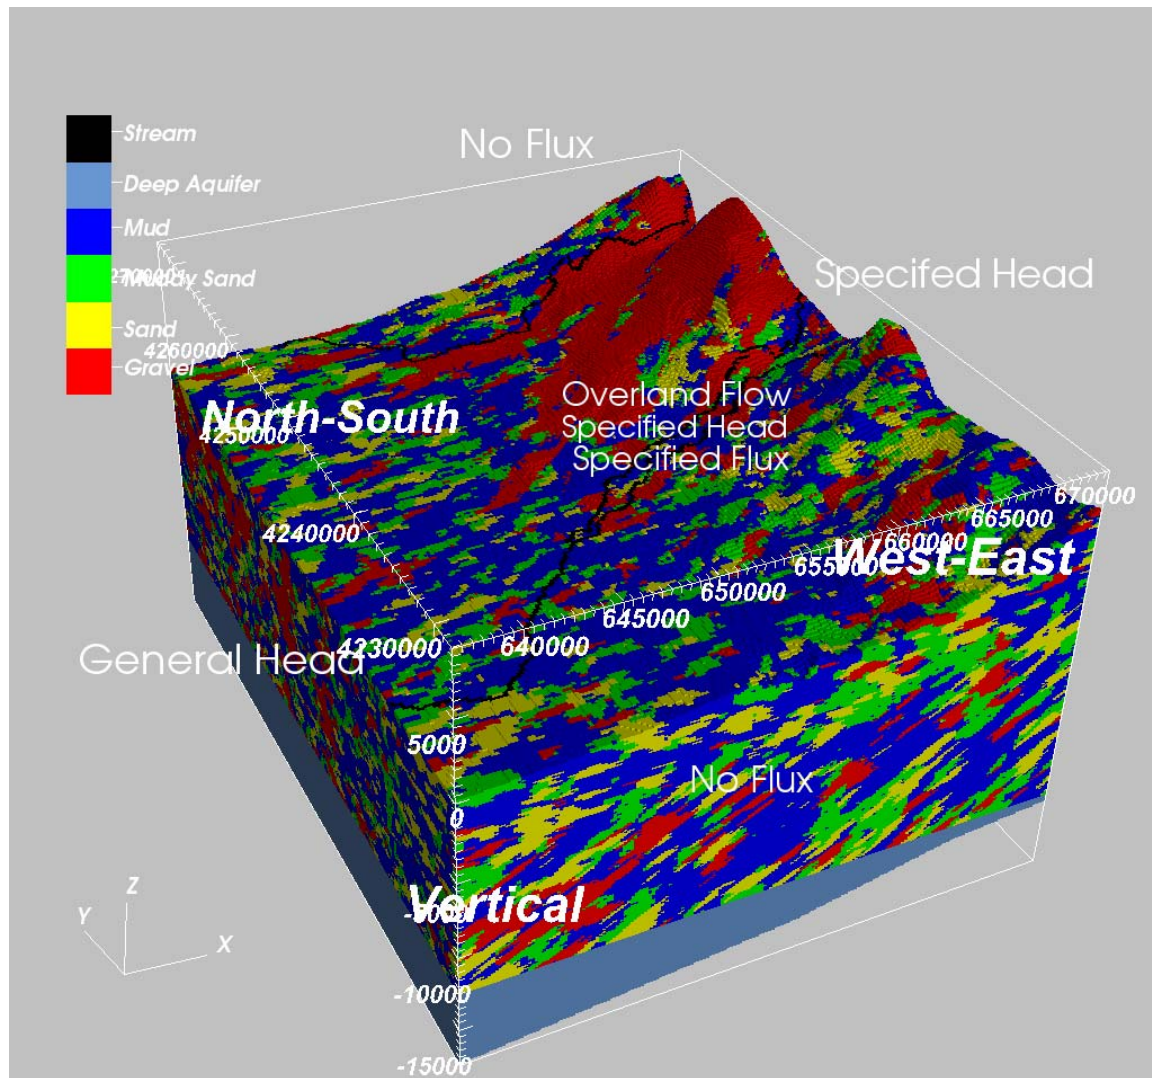 No Flux
Stream
Deep Aquifer
Mud
Muddy Sand
Sand
Gravel
Specifed Head
4260000
4250000
4240000
4230000
North-South
Overland Flow
Specified Head
Specified Flux
670000
665000
660000
655000
650000
645000
640000
West-East
General Head
5000
0
No Flux
Vertical
-10000
-15000
Z
Y
X